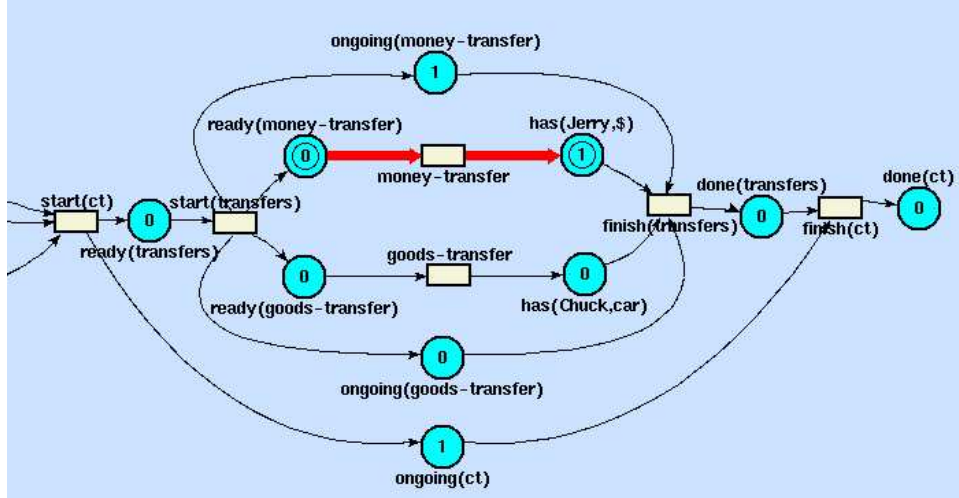 ongoing(money-transfer)
1
ready(money-transfer)
has(Jerry,$)
0
1
money-transfer
start(ct)
start(transfers)
done(transfers)
done(ct)
0
0
0
ready(transfers)
finish(transfers)
finish(ct)
goods-transfer
0
0
ready(goods-transfer)
has(Chuck,car)
0
ongoing(goods-transfer)
1
ongoing(ct)